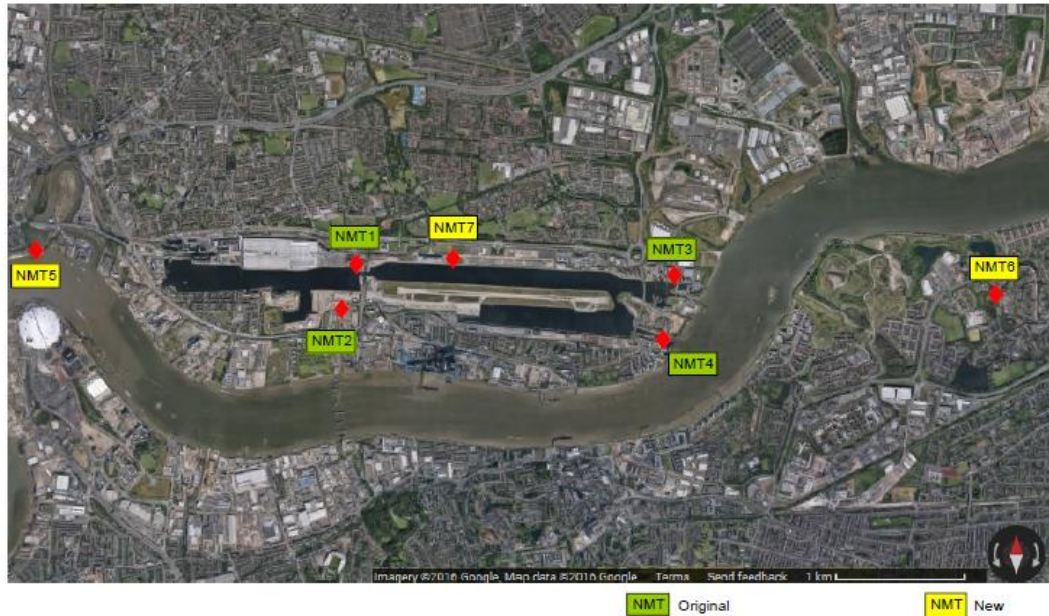 NMT7
NMT1
NMT3
NMT5
NMT6
NMT2
NMT4
Imagery ©2016 Google, Map data ©2016 Google Terms Send feedback 1 km
NMT Original NMT New